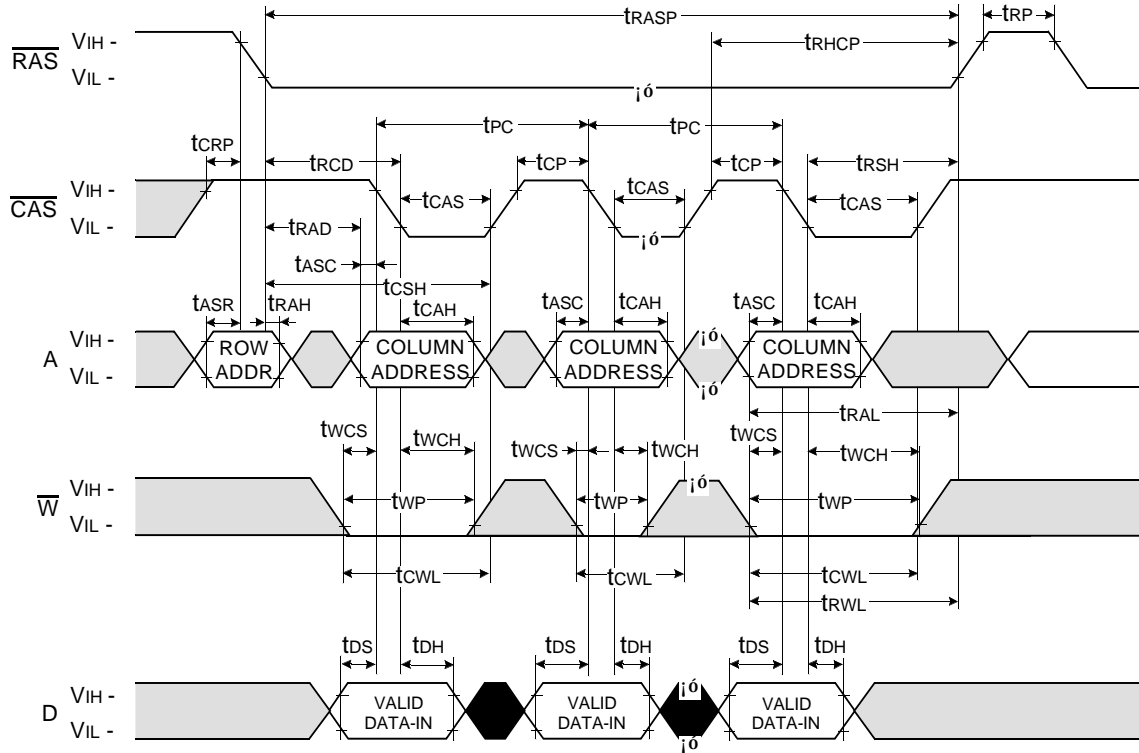 tRASP
tRP
tRHCP
RAS
VIH -
VIL -
¡ó
tPC
tPC
tCRP
tRCD
tCP
tCP
tRSH
CAS
VIH -
VIL -
tCAS
tCAS
tCAS
¡ó
tRAD
tASC
tCSH
tASR
tRAH
tCAH
tASC
tCAH
tASC
tCAH
A
VIH -
VIL -
ROW
ADDR
COLUMN
ADDRESS
COLUMN
ADDRESS
¡ó
¡ó
COLUMN
ADDRESS
tRAL
tWCS
tWCH
tWCS
tWCH
tWCS
tWCH
W
VIH -
VIL -
tWP
tWP
¡ó
tWP
tCWL
tCWL
tCWL
tRWL
tDS
tDH
tDS
tDH
tDS
tDH
D
VIH -
VIL -
VALID
DATA-IN
VALID
DATA-IN
¡ó
¡ó
VALID
DATA-IN